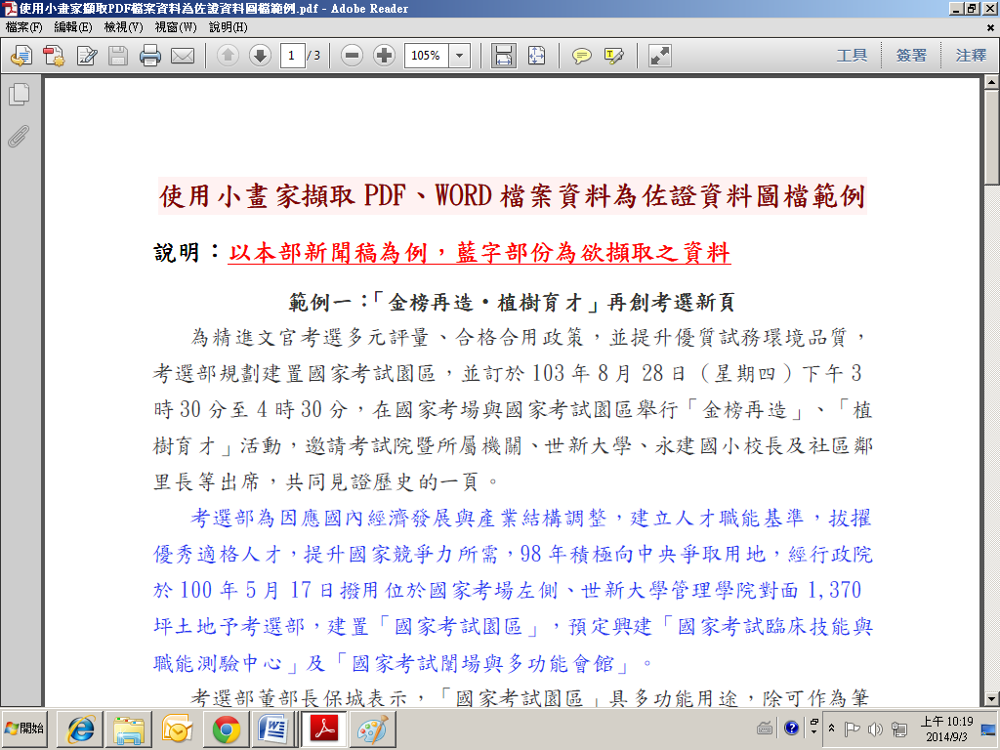 使用小畫家擷取PDF檔案資料為佐證資料圖檔範例.pdf - Adobe Reader
檔案(F) 編輯(E) 檢視(V) 視窗(W) 說明(H)
1 / 3 105% 工具 簽署 注釋
使用小畫家擷取 PDF、WORD 檔案資料為佐證資料圖檔範例
說明：以本部新聞稿為例，藍字部份為欲擷取之資料
範例一：「金榜再造‧植樹育才」再創考選新頁
為精進文官考選多元評量、合格合用政策，並提升優質試務環境品質，
考選部規劃建置國家考試園區，並訂於 103 年 8 月 28 日（星期四）下午 3
時 30 分至 4 時 30 分，在國家考場與國家考試園區舉行「金榜再造」、「植
樹育才」活動，邀請考試院暨所屬機關、世新大學、永建國小校長及社區鄰
里長等出席，共同見證歷史的一頁。
考選部為因應國內經濟發展與產業結構調整，建立人才職能基準，拔擢
優秀適格人才，提升國家競爭力所需，98 年積極向中央爭取用地，經行政院
於 100 年 5 月 17 日撥用位於國家考場左側、世新大學管理學院對面 1,370
坪土地予考選部，建置「國家考試園區」，預定興建「國家考試臨床技能與
職能測驗中心」及「國家考試闈場與多功能會館」。
考選部董部長保城表示，「國家考試園區」具多功能用途，除可作為筆
開始
上午 10:19
2014/9/3